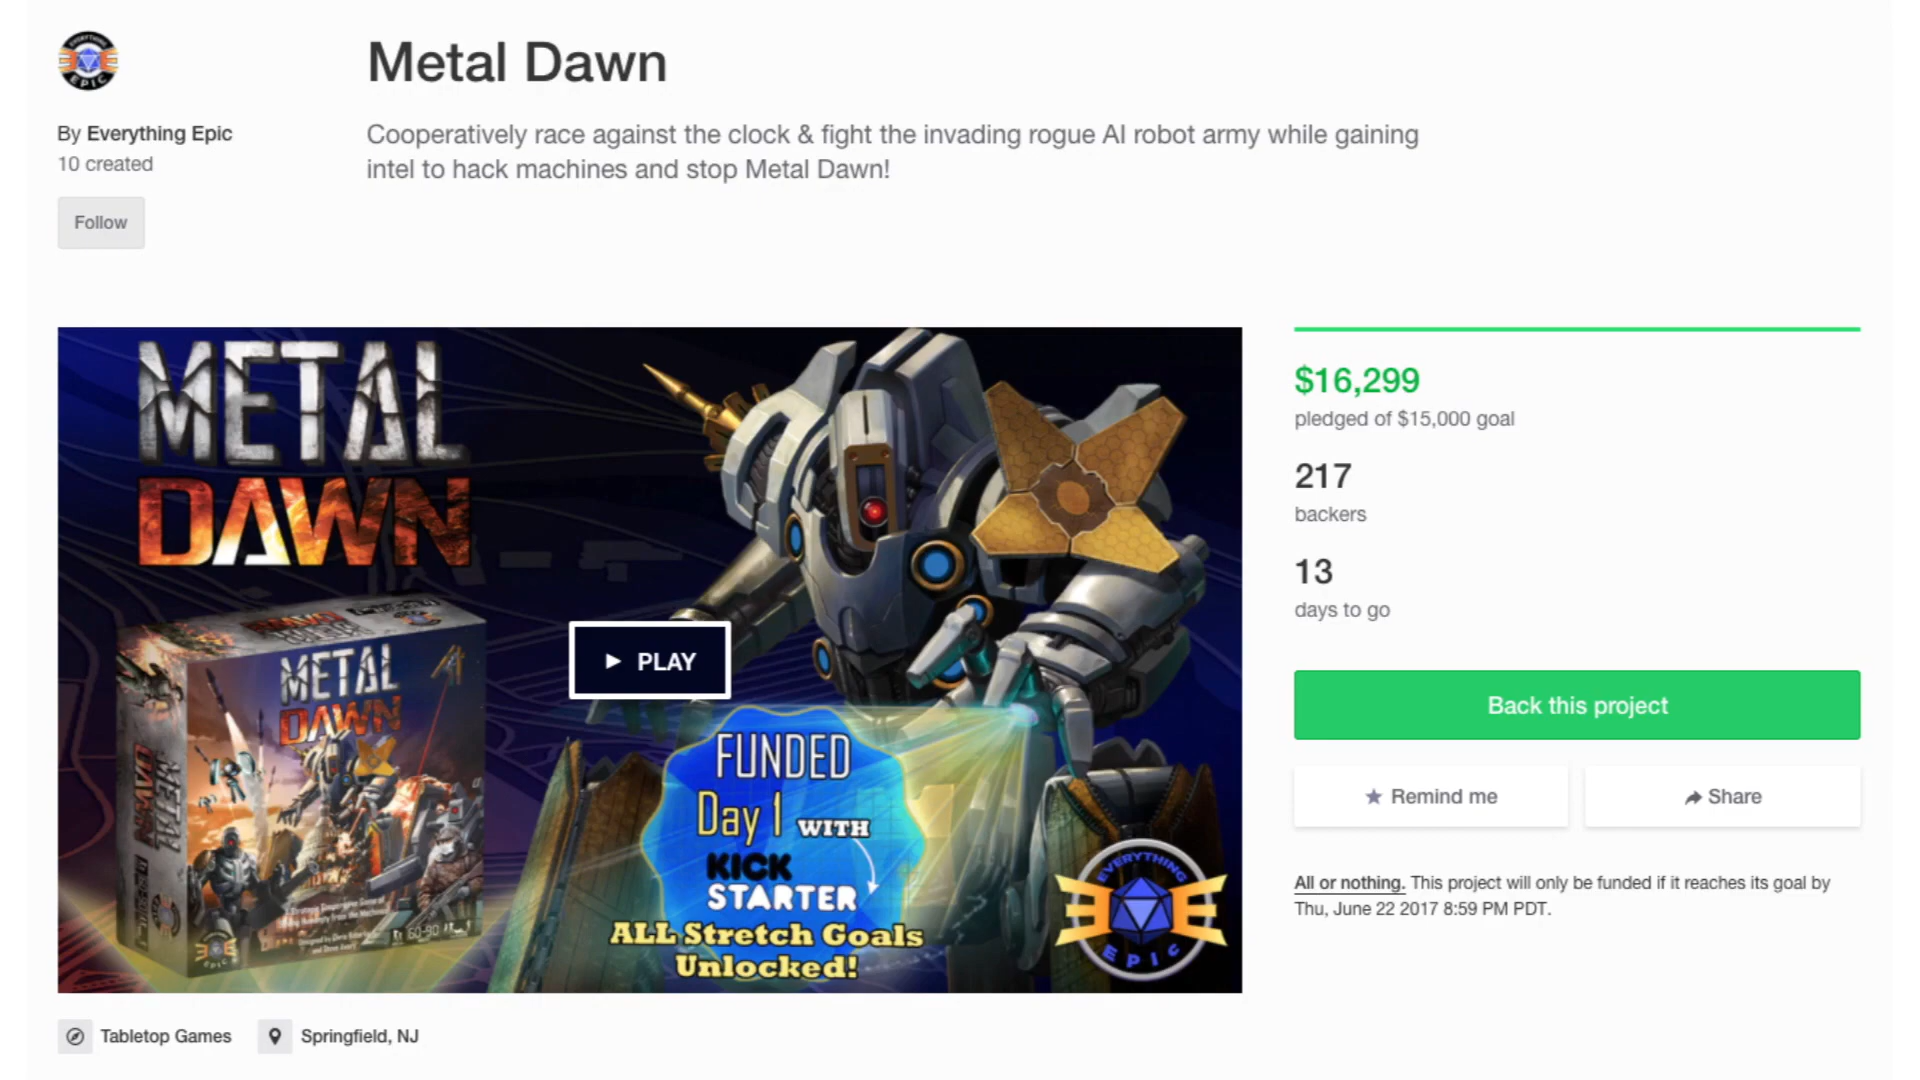 Metal Dawn
By Everything Epic
10 created
Follow
Cooperatively race against the clock & fight the invading rogue AI robot army while gaining
intel to hack machines and stop Metal Dawn!
METAL
DAWN
METAL
DAWN
METAL
DAWN
60-90
▶ PLAY
FUNDED
Day 1 WITH
KICK
STARTER
ALL Stretch Goals
Unlocked!
EVERYTHING
EPIC
$16,299
pledged of $15,000 goal
217
backers
13
days to go
Back this project
Remind me
Share
All or nothing. This project will only be funded if it reaches its goal by
Thu, June 22 2017 8:59 PM PDT.
Tabletop Games
Springfield, NJ